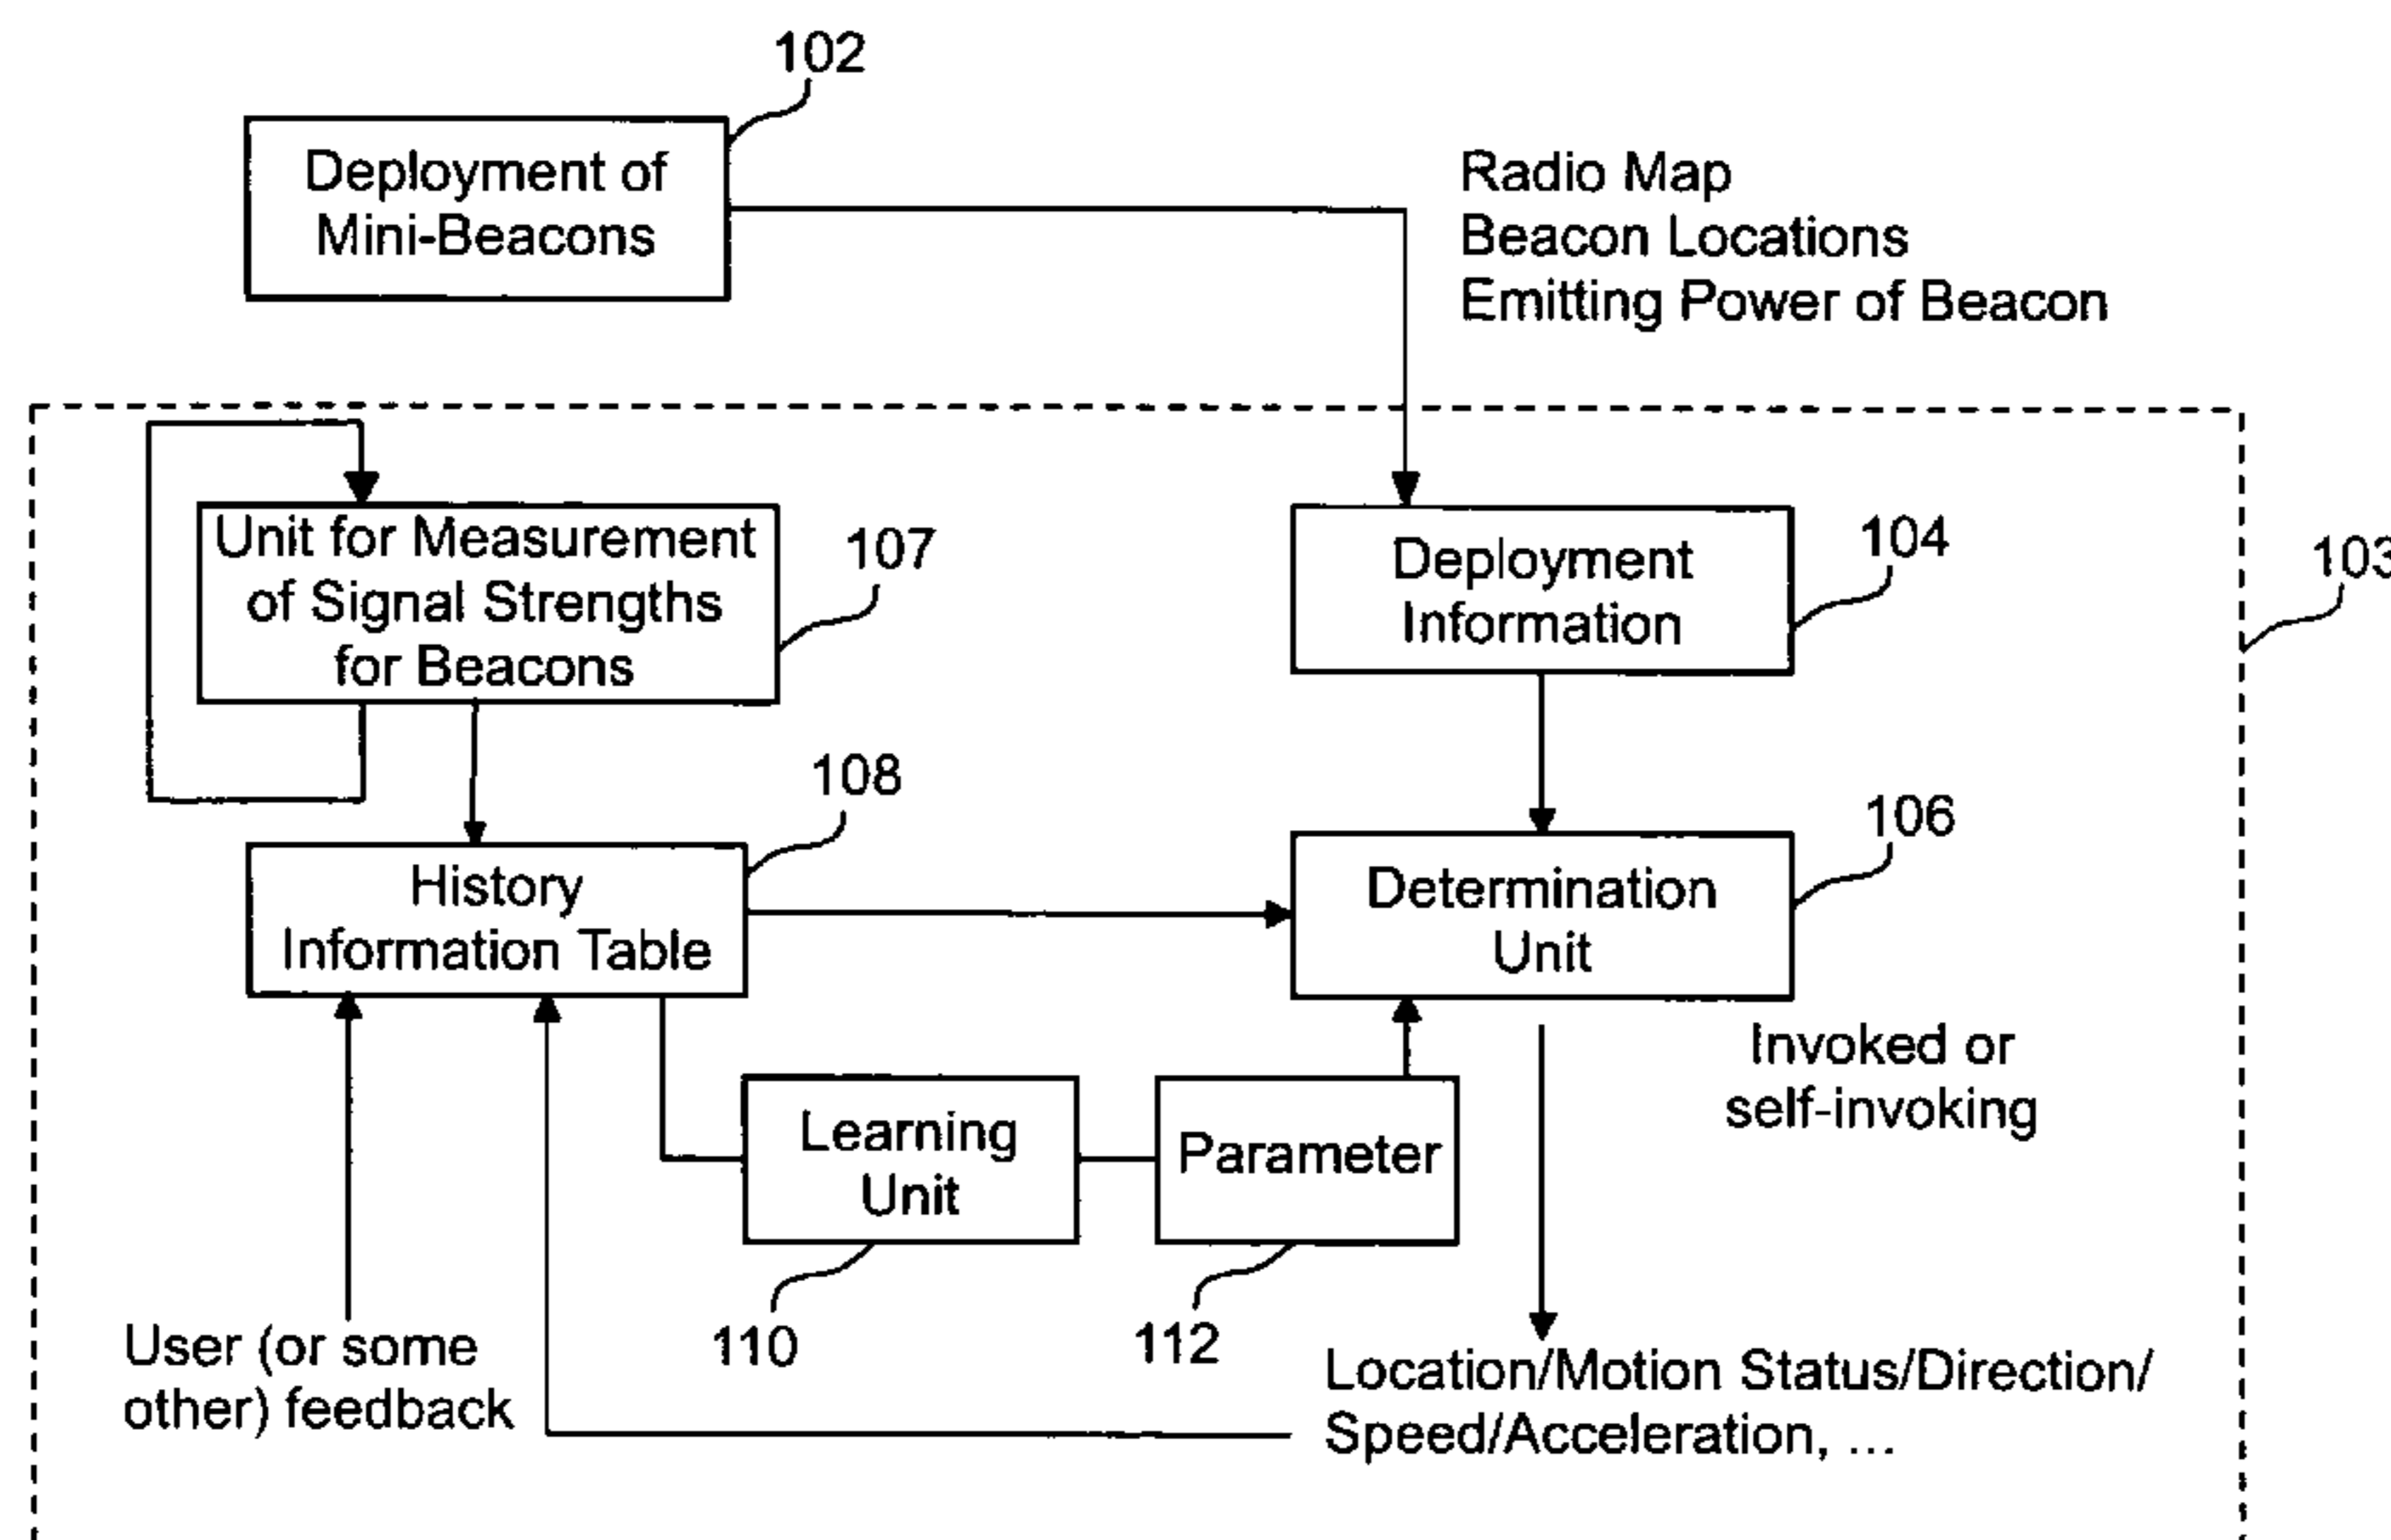 102
Deployment of
Mini-Beacons
Radio Map
Beacon Locations
Emitting Power of Beacon
Unit for Measurement
of Signal Strengths
for Beacons
107
Deployment
Information
104
103
108
History
Information Table
106
Determination
Unit
Invoked or
self-invoking
Learning
Unit
Parameter
110
112
User (or some
other) feedback
Location/Motion Status/Direction/
Speed/Acceleration, ...